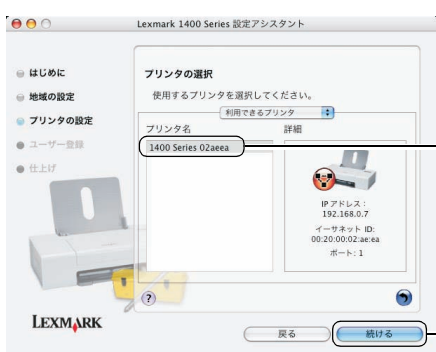 Lexmark 1400 Series 設定アシスタント
はじめに
地域の設定
プリンタの設定
ユーザー登録
仕上げ
プリンタの選択
使用するプリンタを選択してください。
利用できるプリンタ
プリンタ名
詳細
1400 Series 02aeea
IP アドレス：
192.168.0.7
イーサネット ID:
00:20:00:02:ae:ea
ポート: 1
?
LEXMARK
戻る
続ける